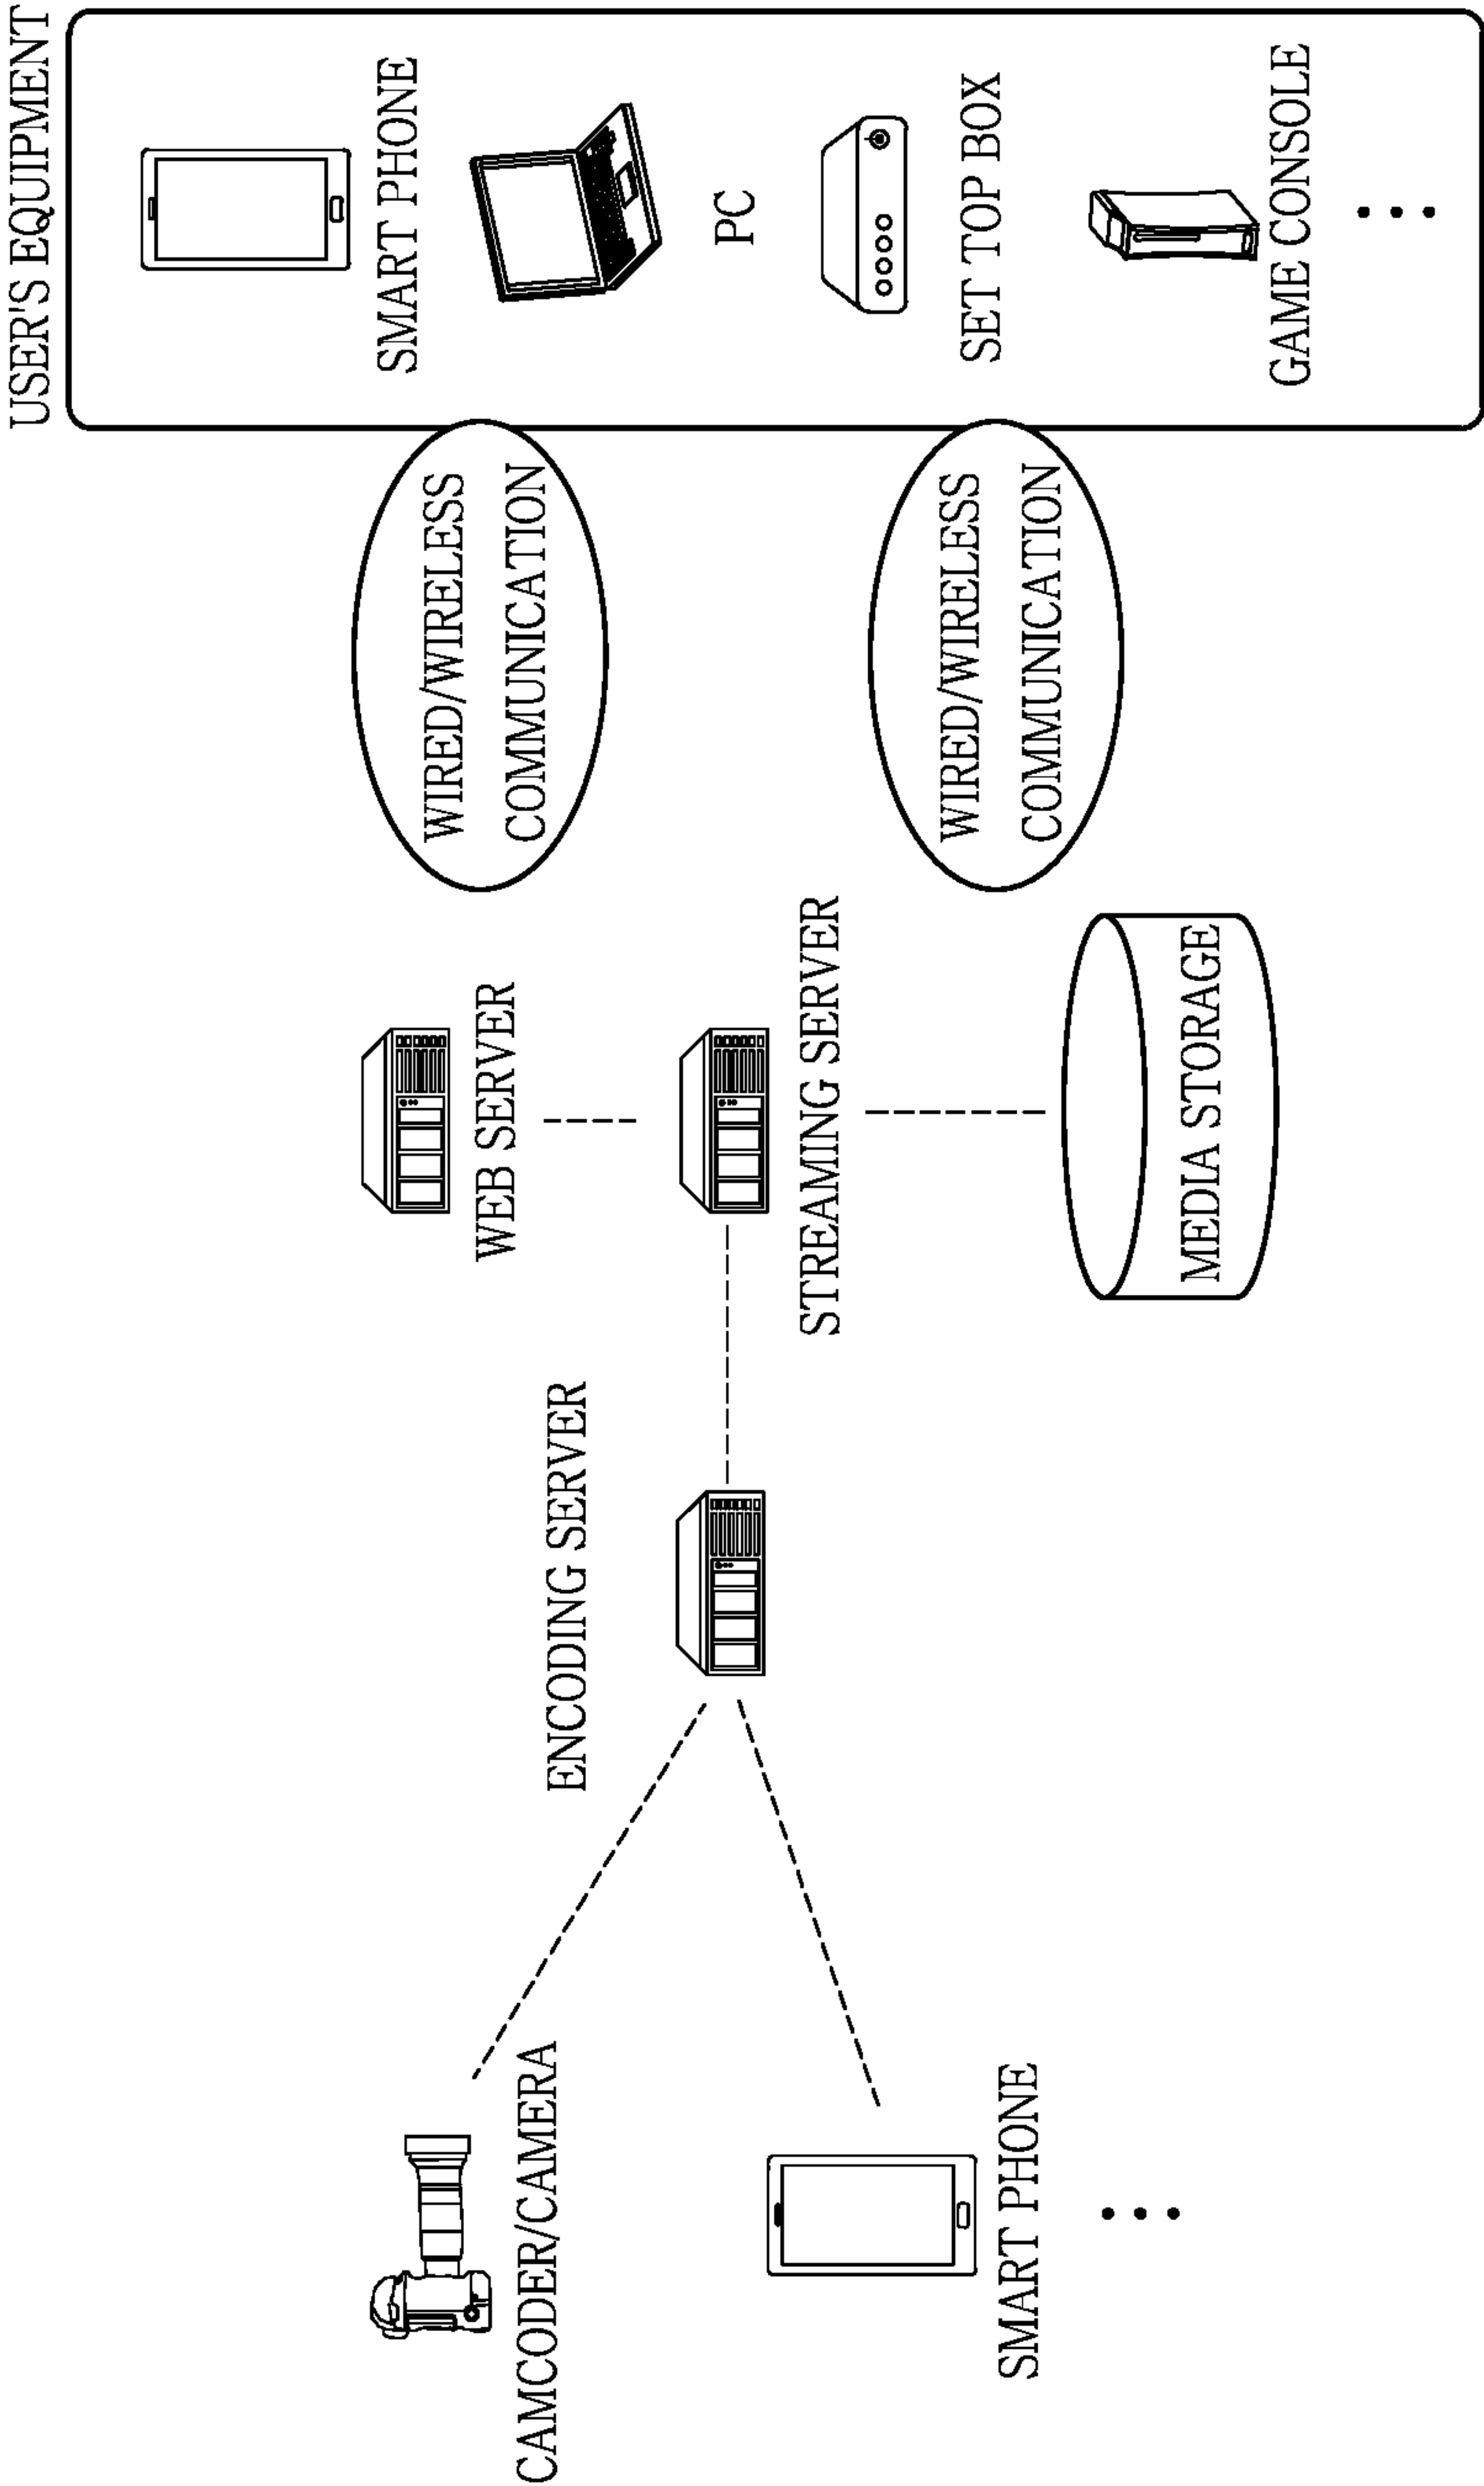 USER'S EQUIPMENT
CAMCODER/CAMERA
SMART PHONE
ENCODING SERVER
WEB SERVER
STREAMING SERVER
MEDIA STORAGE
WIRED/WIRELESS
COMMUNICATION
WIRED/WIRELESS
COMMUNICATION
SMART PHONE
PC
SET TOP BOX
GAME CONSOLE